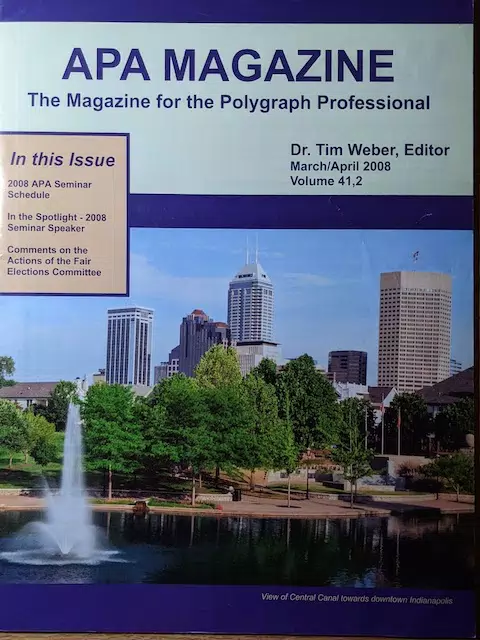 APA MAGAZINE
The Magazine for the Polygraph Professional
Dr. Tim Weber, Editor
March/April 2008
Volume 41,2
In this Issue
2008 APA Seminar
Schedule
In the Spotlight - 2008
Seminar Speaker
Comments on the
Actions of the Fair
Elections Committee
View of Central Canal towards downtown Indianapolis